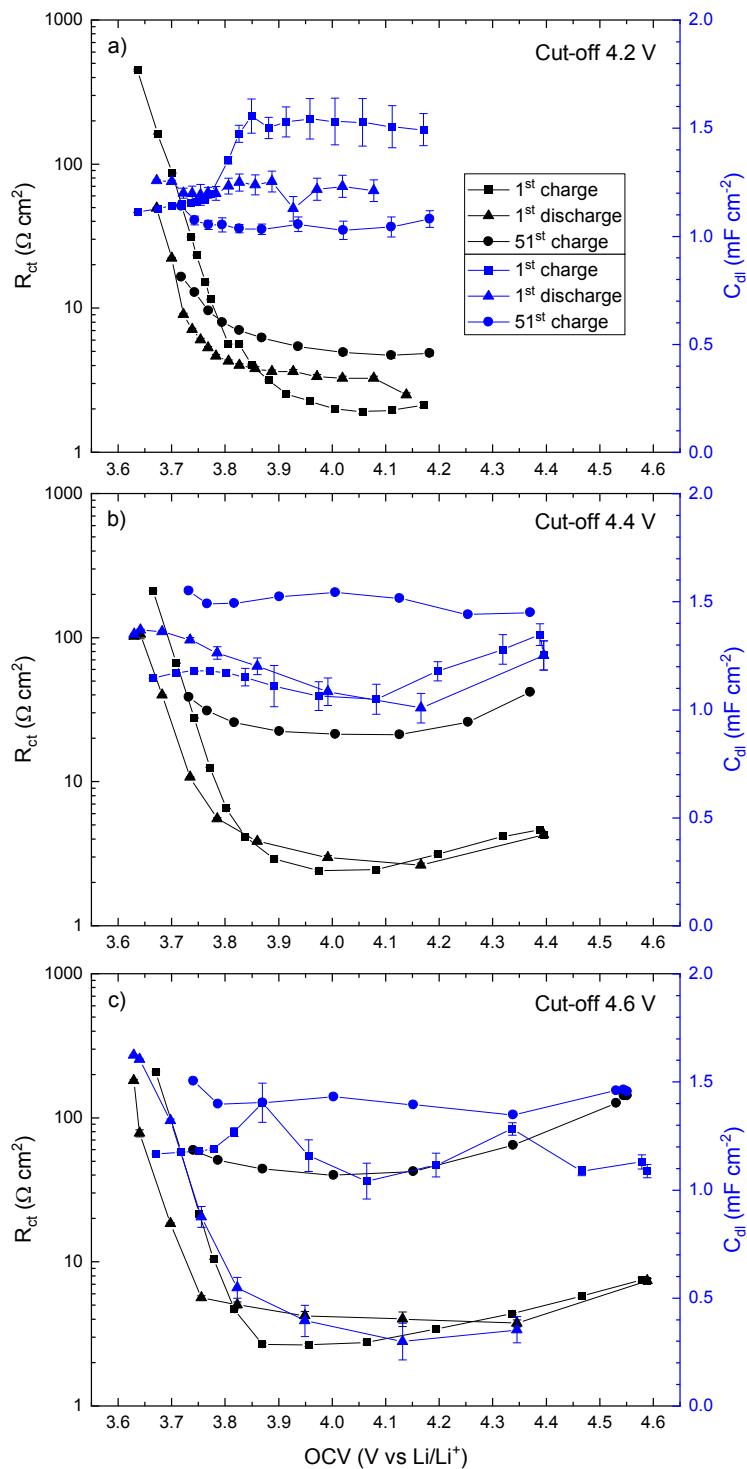 a)
Cut-off 4.2 V
1000
100
10
1
R_ct (Ω cm²)
2.0
1.5
1.0
0.5
0.0
C_dl (mF cm⁻²)
1st charge
1st discharge
51st charge
1st charge
1st discharge
51st charge
3.6 3.7 3.8 3.9 4.0 4.1 4.2 4.3 4.4 4.5 4.6
b)
Cut-off 4.4 V
1000
100
10
1
R_ct (Ω cm²)
2.0
1.5
1.0
0.5
0.0
C_dl (mF cm⁻²)
3.6 3.7 3.8 3.9 4.0 4.1 4.2 4.3 4.4 4.5 4.6
c)
Cut-off 4.6 V
1000
100
10
1
R_ct (Ω cm²)
2.0
1.5
1.0
0.5
0.0
C_dl (mF cm⁻²)
3.6 3.7 3.8 3.9 4.0 4.1 4.2 4.3 4.4 4.5 4.6
OCV (V vs Li/Li⁺)